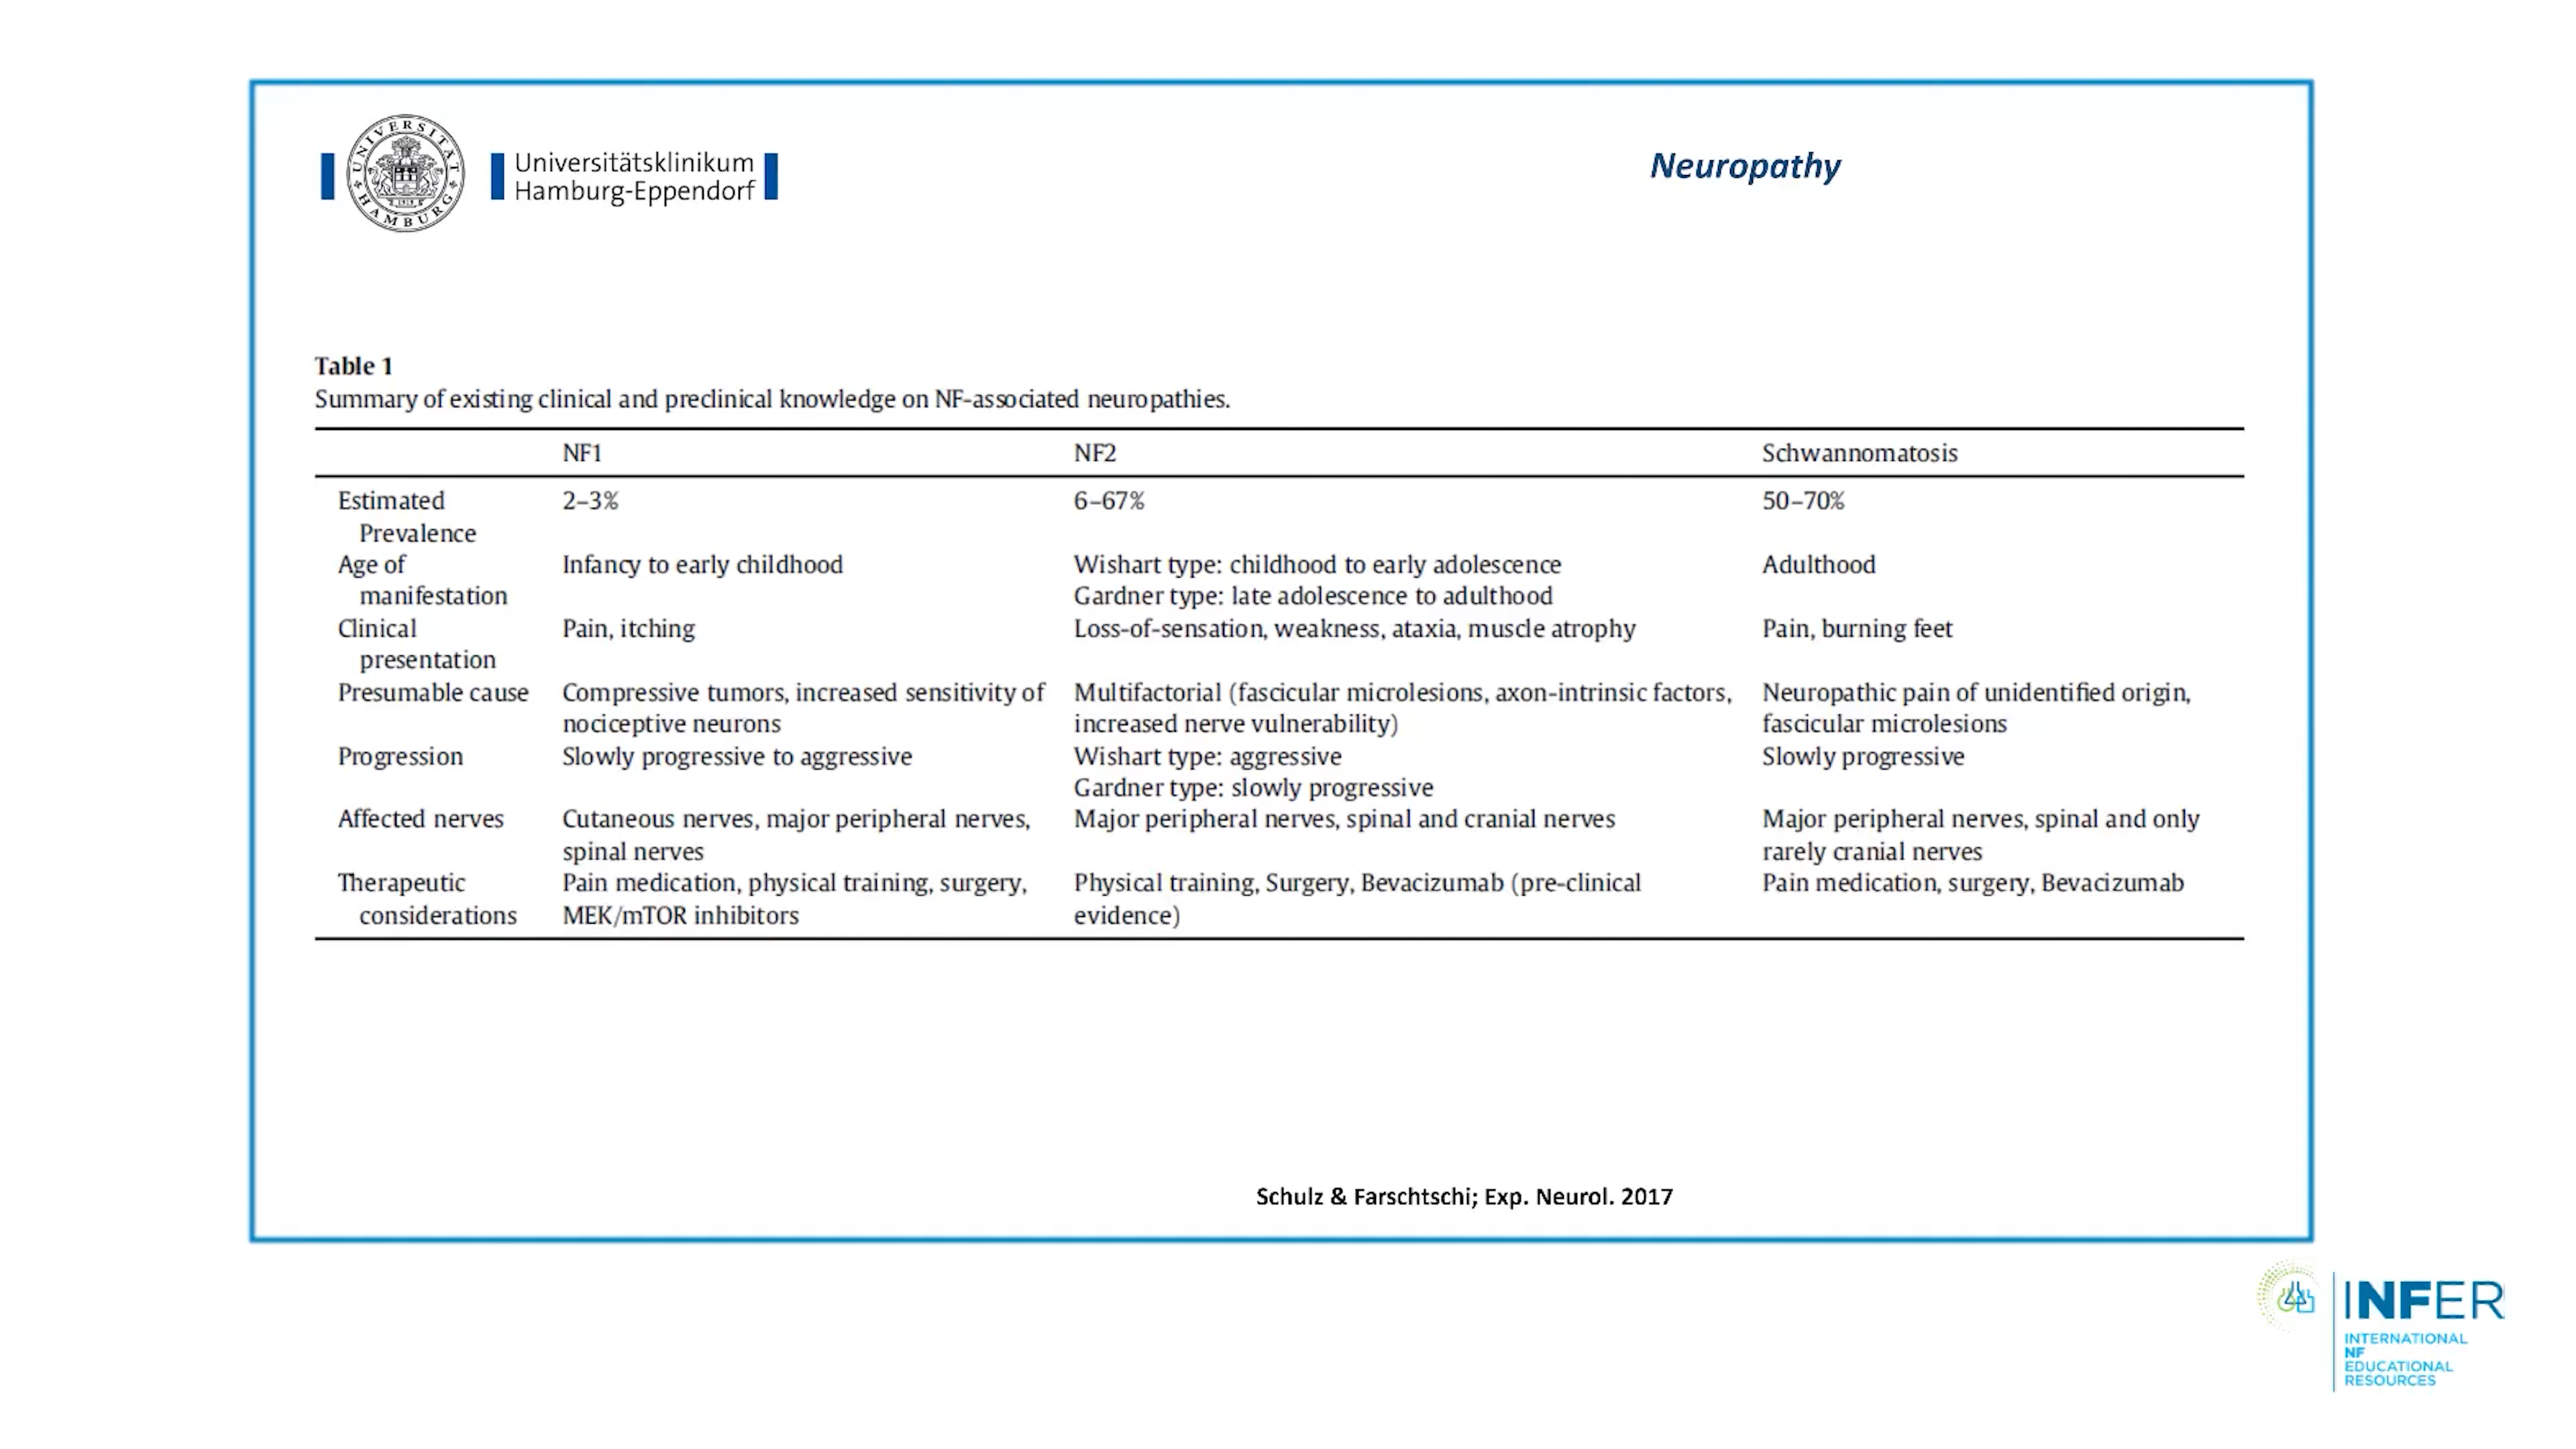 UNIVERSITÄT HAMBURG
1919
Universitätsklinikum
Hamburg-Eppendorf
Neuropathy
Table 1
Summary of existing clinical and preclinical knowledge on NF-associated neuropathies.
NF1 NF2 Schwannomatosis
Estimated 2–3% 6–67% 50–70%
Prevalence
Age of Infancy to early childhood Wishart type: childhood to early adolescence Adulthood
manifestation Gardner type: late adolescence to adulthood
Clinical Pain, itching Loss-of-sensation, weakness, ataxia, muscle atrophy Pain, burning feet
presentation
Presumable cause Compressive tumors, increased sensitivity of Multifactorial (fascicular microlesions, axon-intrinsic factors, Neuropathic pain of unidentified origin,
nociceptive neurons increased nerve vulnerability) fascicular microlesions
Progression Slowly progressive to aggressive Wishart type: aggressive Slowly progressive
Gardner type: slowly progressive
Affected nerves Cutaneous nerves, major peripheral nerves, Major peripheral nerves, spinal and cranial nerves Major peripheral nerves, spinal and only
spinal nerves rarely cranial nerves
Therapeutic Pain medication, physical training, surgery, Physical training, Surgery, Bevacizumab (pre-clinical Pain medication, surgery, Bevacizumab
considerations MEK/mTOR inhibitors evidence)
Schulz & Farschtschi; Exp. Neurol. 2017
INFER
INTERNATIONAL
NF
EDUCATIONAL
RESOURCES